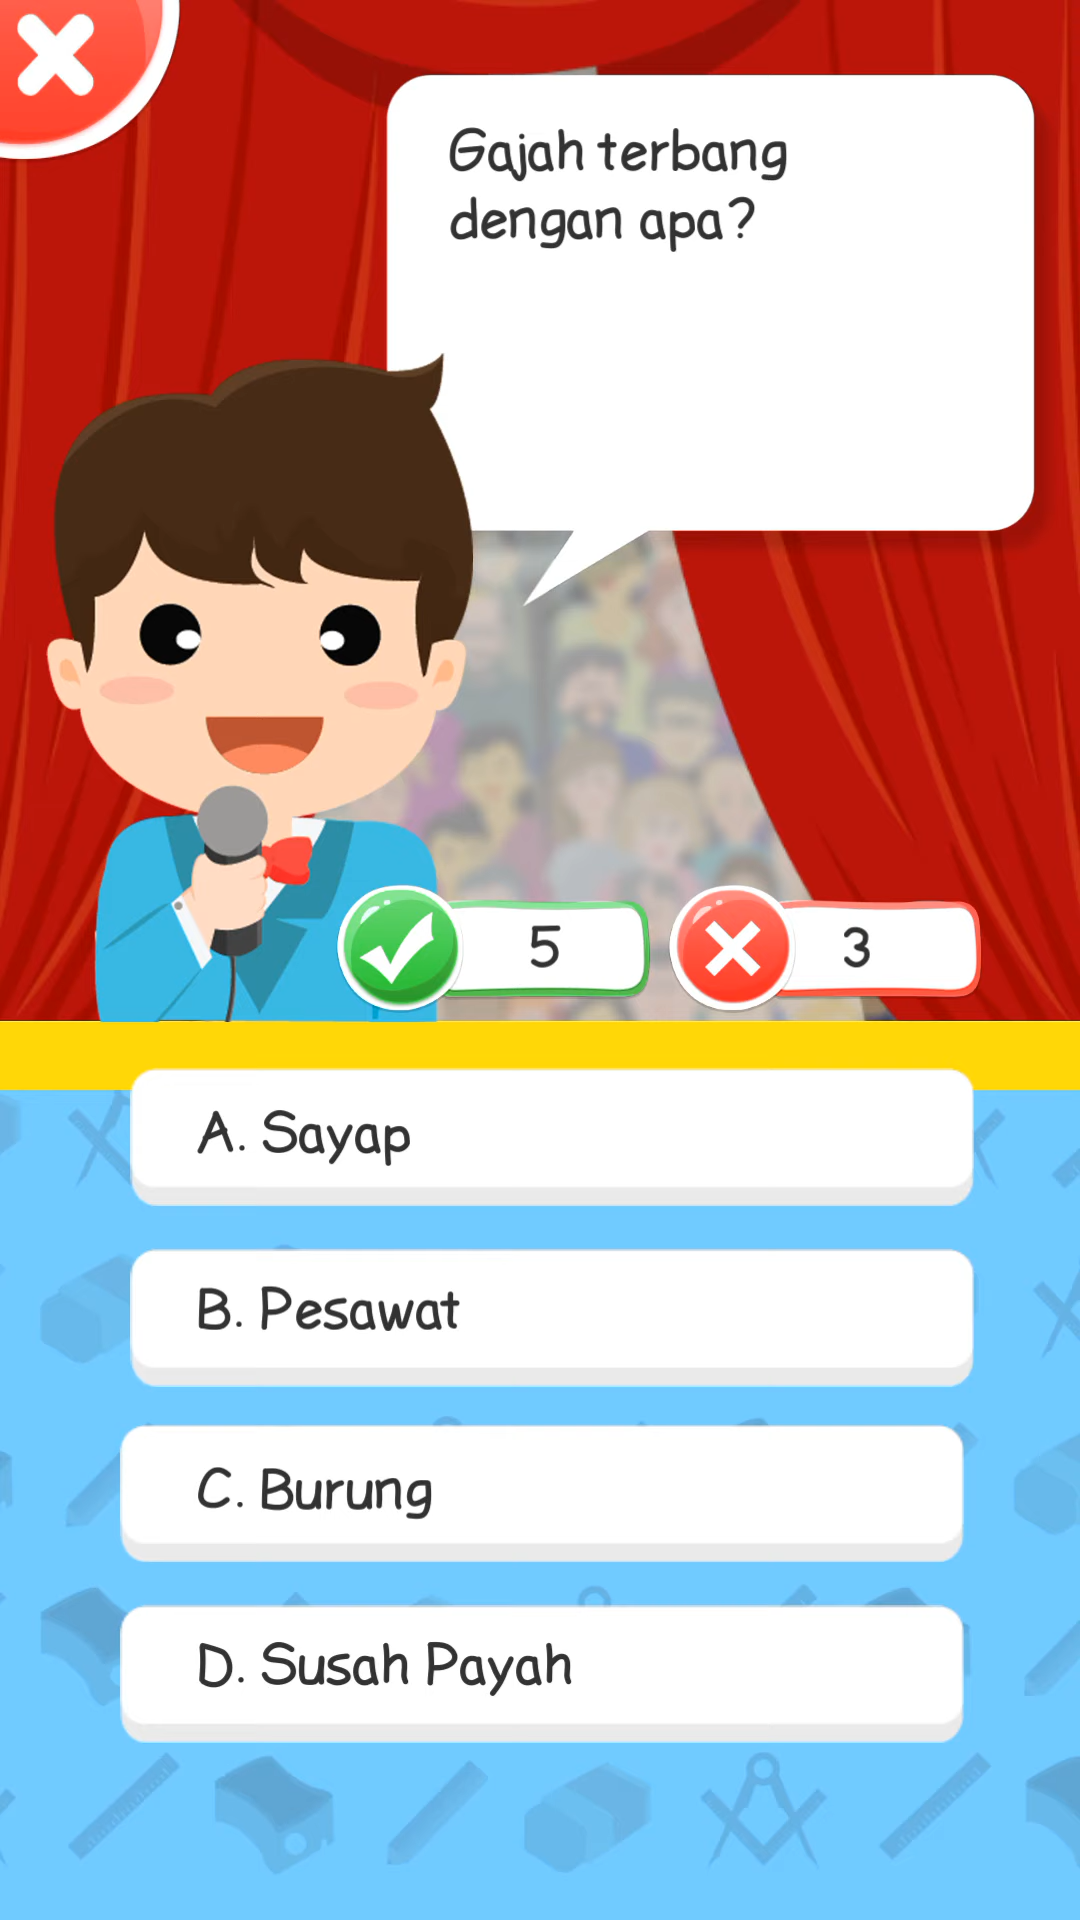 Gajah terbang
dengan apa?
5
3
A. Sayap
B. Pesawat
C. Burung
D. Susah Payah